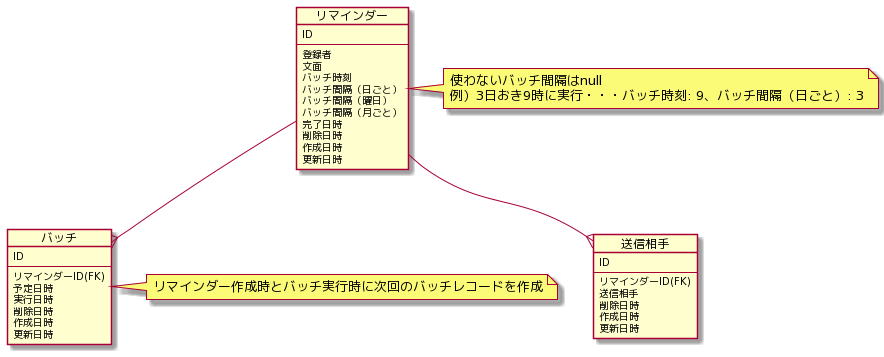 リマインダー
ID
登録者
文面
バッチ時刻
バッチ間隔（日ごと）
バッチ間隔（曜日）
バッチ間隔（月ごと）
完了日時
削除日時
作成日時
更新日時
使わないバッチ間隔はnull
例）3日おき9時に実行・・・バッチ時刻: 9、バッチ間隔（日ごと）: 3
バッチ
ID
リマインダーID(FK)
予定日時
実行日時
削除日時
作成日時
更新日時
リマインダー作成時とバッチ実行時に次回のバッチレコードを作成
送信相手
ID
リマインダーID(FK)
送信相手
削除日時
作成日時
更新日時